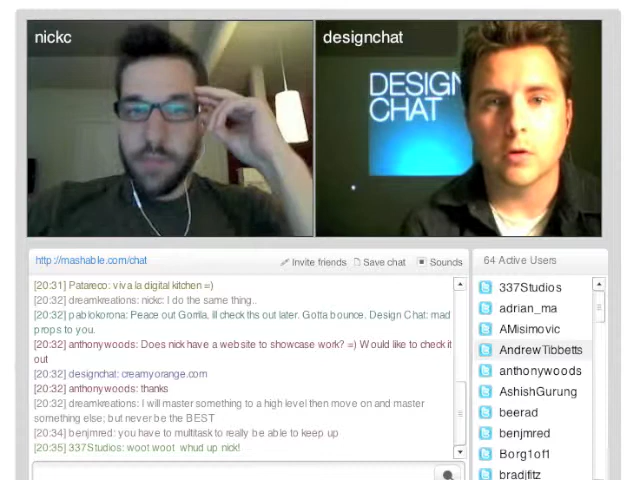 nickc
designchat
DESIGN
CHAT
http://mashable.com/chat
Invite friends
Save chat
Sounds
64 Active Users
[20:31] Patareco: viva la digital kitchen =)
[20:32] dreamkreations: nickc: I do the same thing..
[20:32] pablokorona: Peace out Gorrila, ill check ths out later. Gotta bounce. Design Chat: mad
props to you.
[20:32] anthonywoods: Does nick have a website to showcase work? =) Would like to check it
out
[20:32] designchat: creamyorange.com
[20:32] anthonywoods: thanks
[20:32] dreamkreations: I will master something to a high level then move on and master
something else; but never be the BEST
[20:34] benjmred: you have to multitask to really be able to keep up
[20:35] 337Studios: woot woot whud up nick!
337Studios
adrian_ma
AMisimovic
AndrewTibbetts
anthonywoods
AshishGurung
beerad
benjmred
Borg1of1
bradjfitz